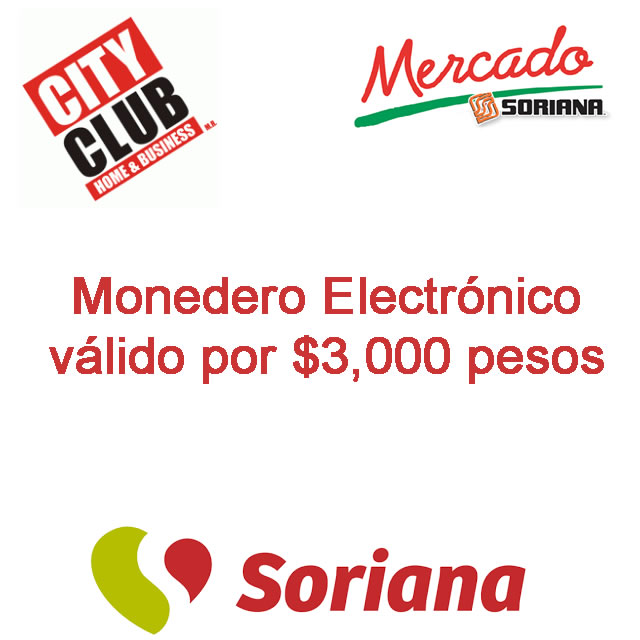 CITY
CLUB
HOME & BUSINESS M.R.
Mercado
SORIANA
Monedero Electrónico
válido por $3,000 pesos
Soriana